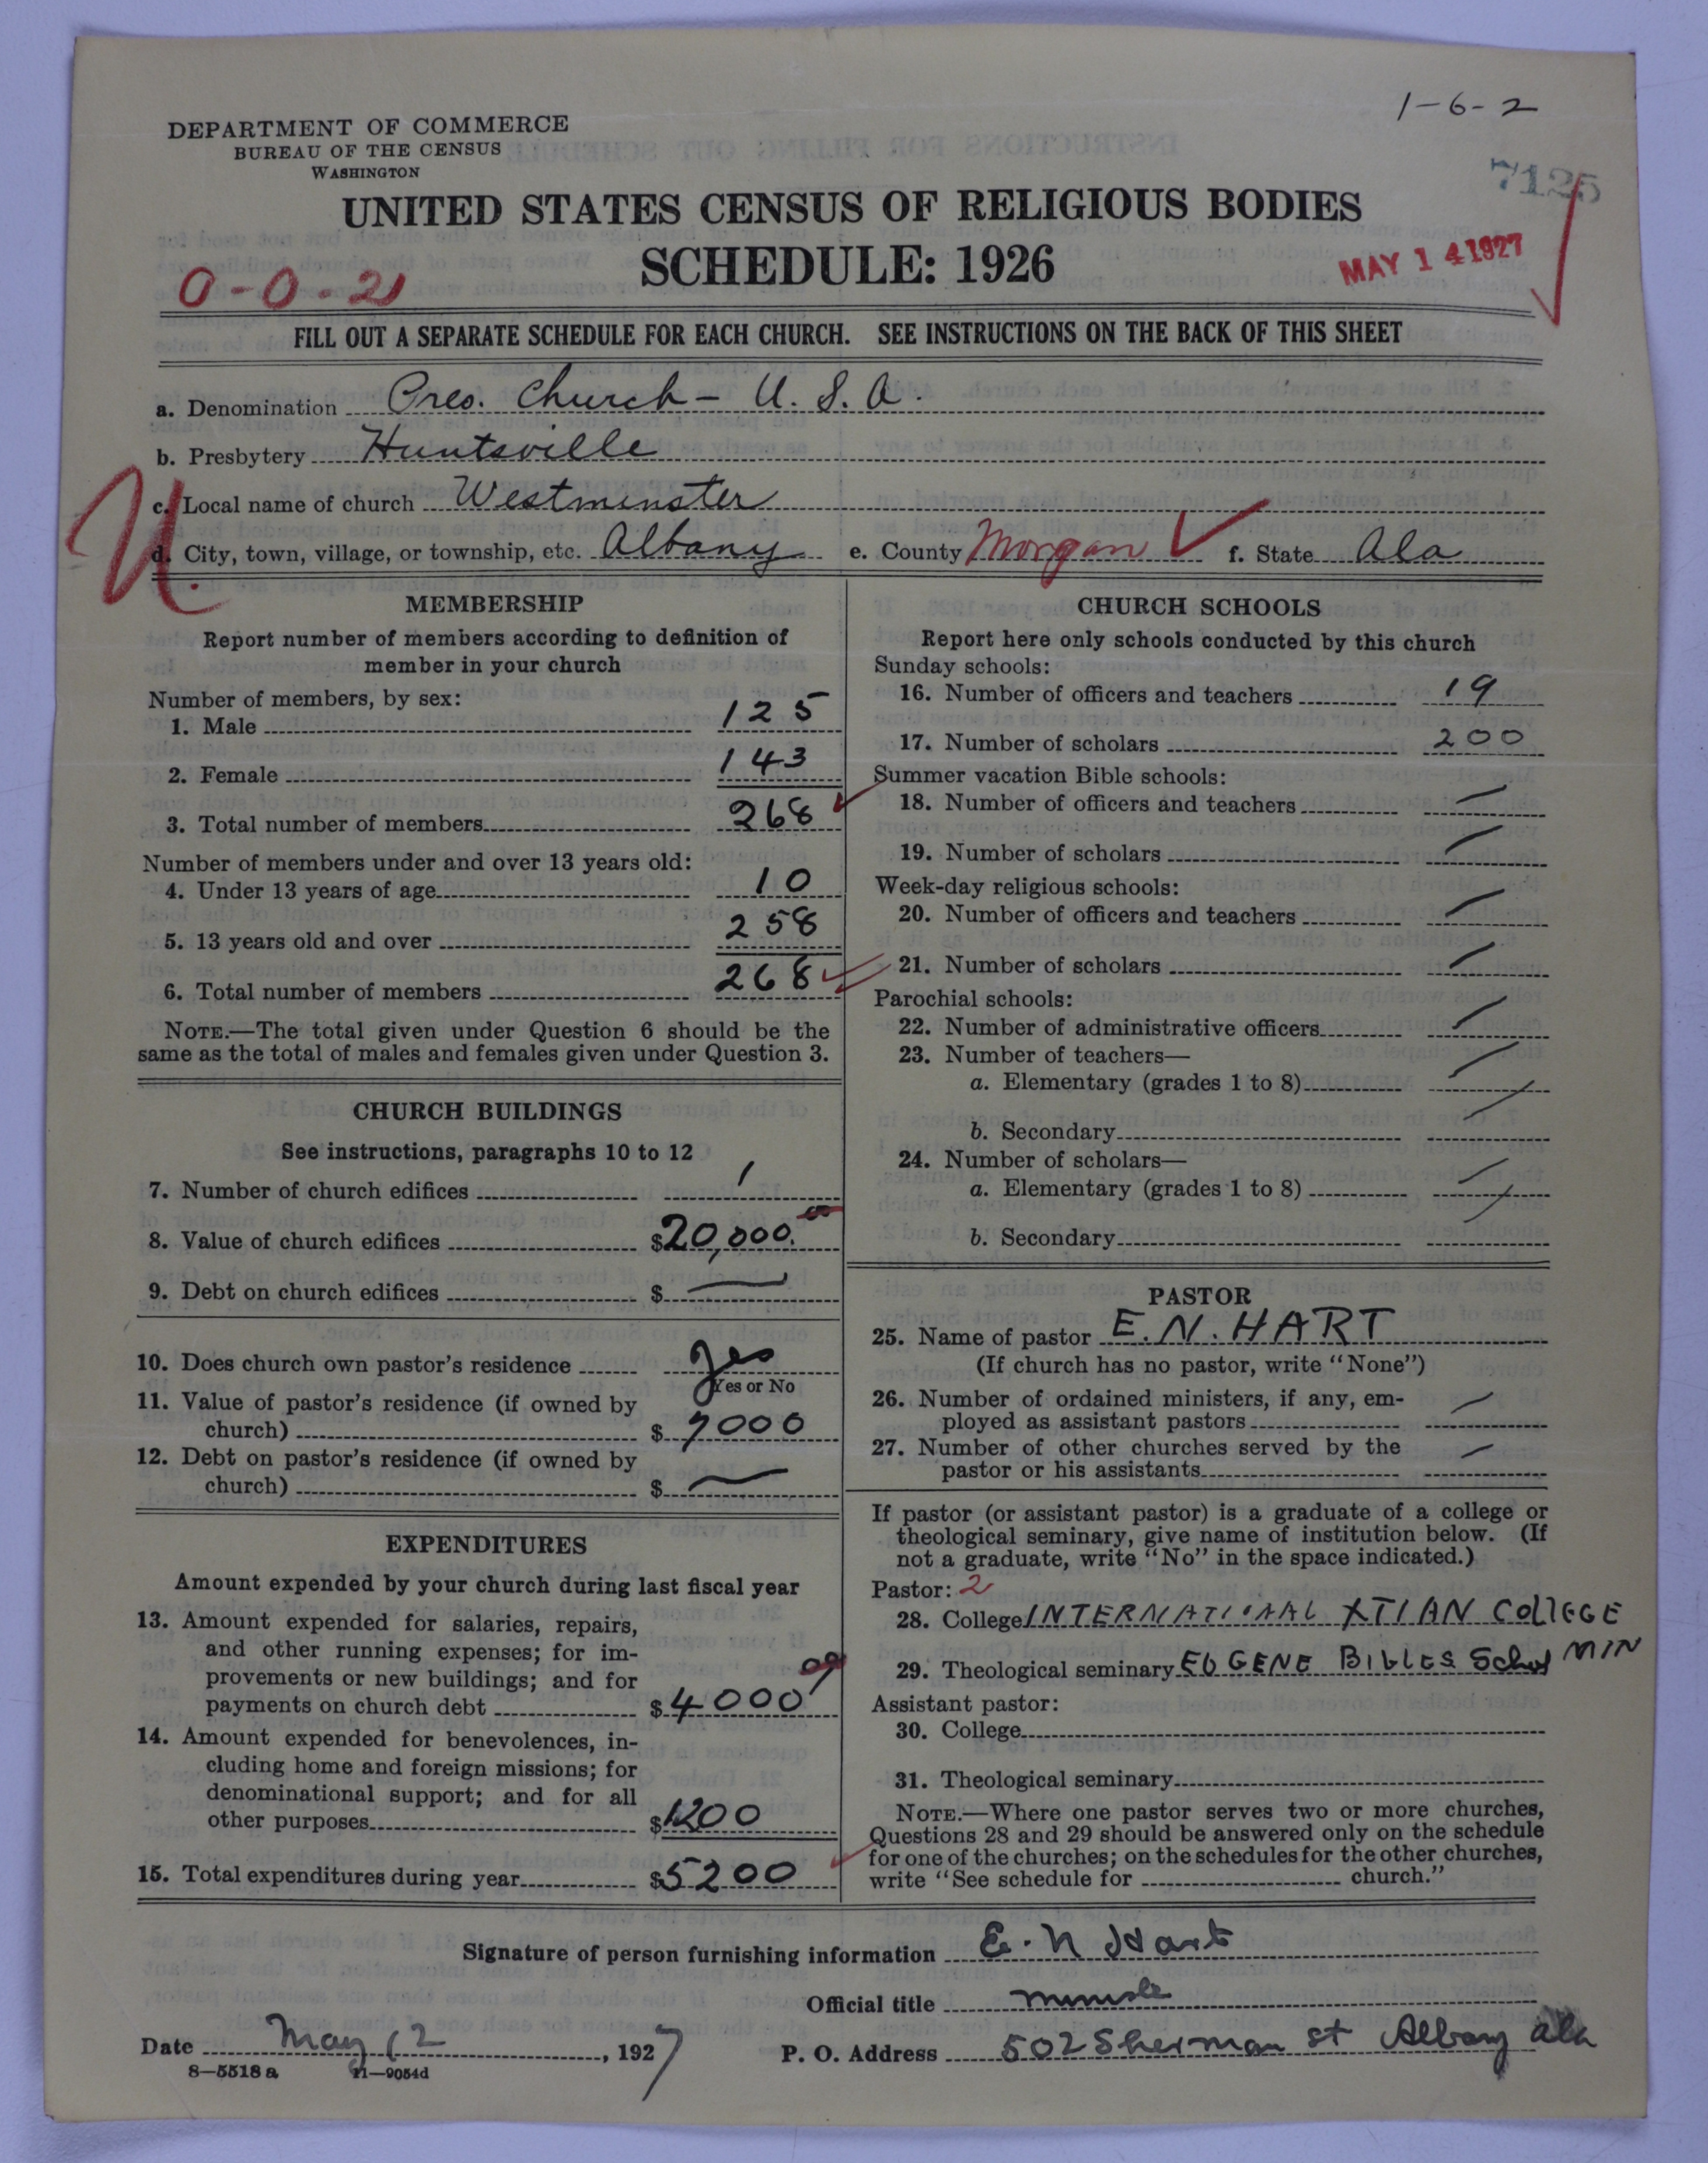 1-6-2
DEPARTMENT OF COMMERCE
BUREAU OF THE CENSUS
WASHINGTON
7125
UNITED STATES CENSUS OF RELIGIOUS BODIES
SCHEDULE: 1926
MAY 14 1927
0-0-21
FILL OUT A SEPARATE SCHEDULE FOR EACH CHURCH. SEE INSTRUCTIONS ON THE BACK OF THIS SHEET
a. Denomination Pres. Church - U. S. A.
b. Presbytery Huntsville
c. Local name of church Westminster
d. City, town, village, or township, etc. Albany e. County Morgan f. State Ala
MEMBERSHIP
Report number of members according to definition of
member in your church
Number of members, by sex:
1. Male 125
2. Female 143
3. Total number of members 268
Number of members under and over 13 years old:
4. Under 13 years of age 10
5. 13 years old and over 258
6. Total number of members 268
NOTE.—The total given under Question 6 should be the
same as the total of males and females given under Question 3.
CHURCH BUILDINGS
See instructions, paragraphs 10 to 12
7. Number of church edifices 1
8. Value of church edifices $20,000.00
9. Debt on church edifices $ —
10. Does church own pastor's residence yes
Yes or No
11. Value of pastor's residence (if owned by
church) $ 7000
12. Debt on pastor's residence (if owned by
church) $ —
EXPENDITURES
Amount expended by your church during last fiscal year
13. Amount expended for salaries, repairs,
and other running expenses; for im-
provements or new buildings; and for
payments on church debt $4000 00
14. Amount expended for benevolences, in-
cluding home and foreign missions; for
denominational support; and for all
other purposes $1200
15. Total expenditures during year $5200
CHURCH SCHOOLS
Report here only schools conducted by this church
Sunday schools:
16. Number of officers and teachers 19
17. Number of scholars 200
Summer vacation Bible schools:
18. Number of officers and teachers —
19. Number of scholars —
Week-day religious schools:
20. Number of officers and teachers —
21. Number of scholars —
Parochial schools:
22. Number of administrative officers —
23. Number of teachers—
a. Elementary (grades 1 to 8) —
b. Secondary —
24. Number of scholars—
a. Elementary (grades 1 to 8) —
b. Secondary —
PASTOR
25. Name of pastor E. N. HART
(If church has no pastor, write "None")
26. Number of ordained ministers, if any, em-
ployed as assistant pastors —
27. Number of other churches served by the
pastor or his assistants —
If pastor (or assistant pastor) is a graduate of a college or
theological seminary, give name of institution below. (If
not a graduate, write "No" in the space indicated.)
Pastor: 2
28. College INTERNATIONAL XTIAN COllEGE
29. Theological seminary EUGENE BIBLES School MIN
Assistant pastor:
30. College
31. Theological seminary
NOTE.—Where one pastor serves two or more churches,
Questions 28 and 29 should be answered only on the schedule
for one of the churches; on the schedules for the other churches,
write "See schedule for church."
Signature of person furnishing information E. N Hart
Official title
Date May 12, 1927 P. O. Address 502 Sherman St Albany ala
8—5518 a 11—9054d